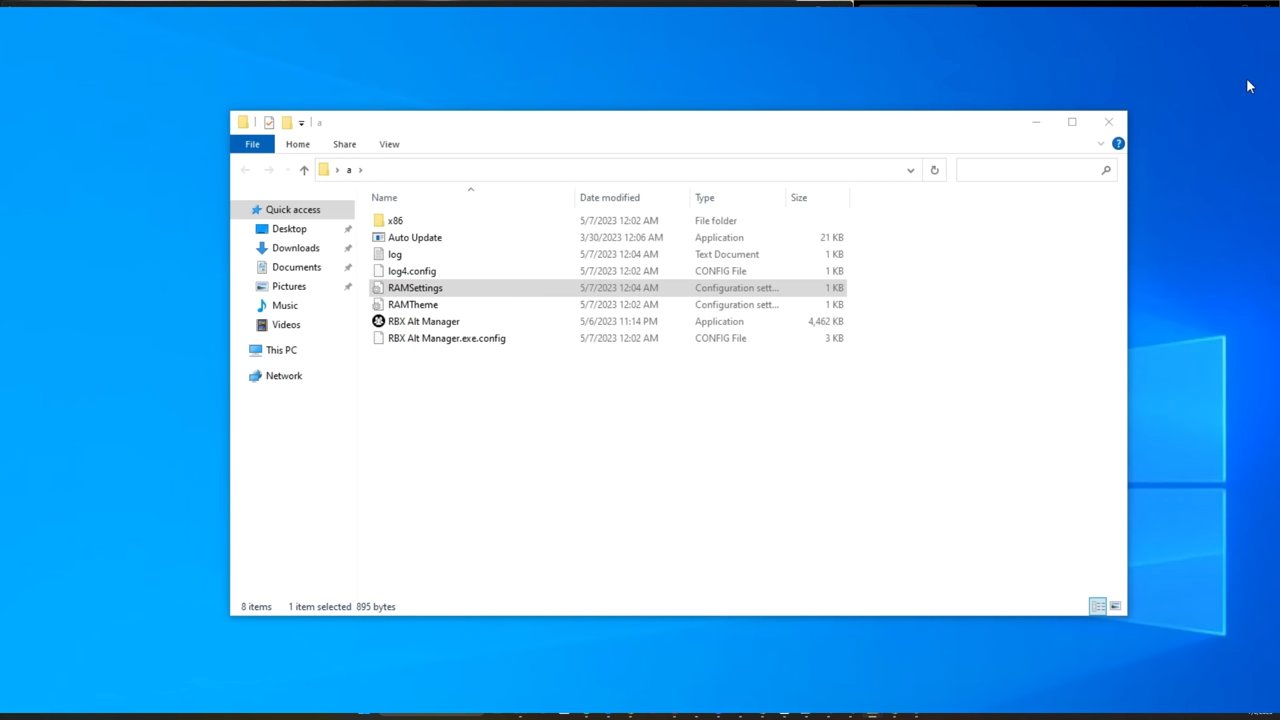 a
File Home Share View
a
Name Date modified Type Size
Quick access
Desktop
Downloads
Documents
Pictures
Music
Videos
This PC
Network
x86 5/7/2023 12:02 AM File folder
Auto Update 3/30/2023 12:06 AM Application 21 KB
log 5/7/2023 12:04 AM Text Document 1 KB
log4.config 5/7/2023 12:02 AM CONFIG File 1 KB
RAMSettings 5/7/2023 12:04 AM Configuration sett... 1 KB
RAMTheme 5/7/2023 12:02 AM Configuration sett... 1 KB
RBX Alt Manager 5/6/2023 11:14 PM Application 4,462 KB
RBX Alt Manager.exe.config 5/7/2023 12:02 AM CONFIG File 3 KB
8 items 1 item selected 895 bytes